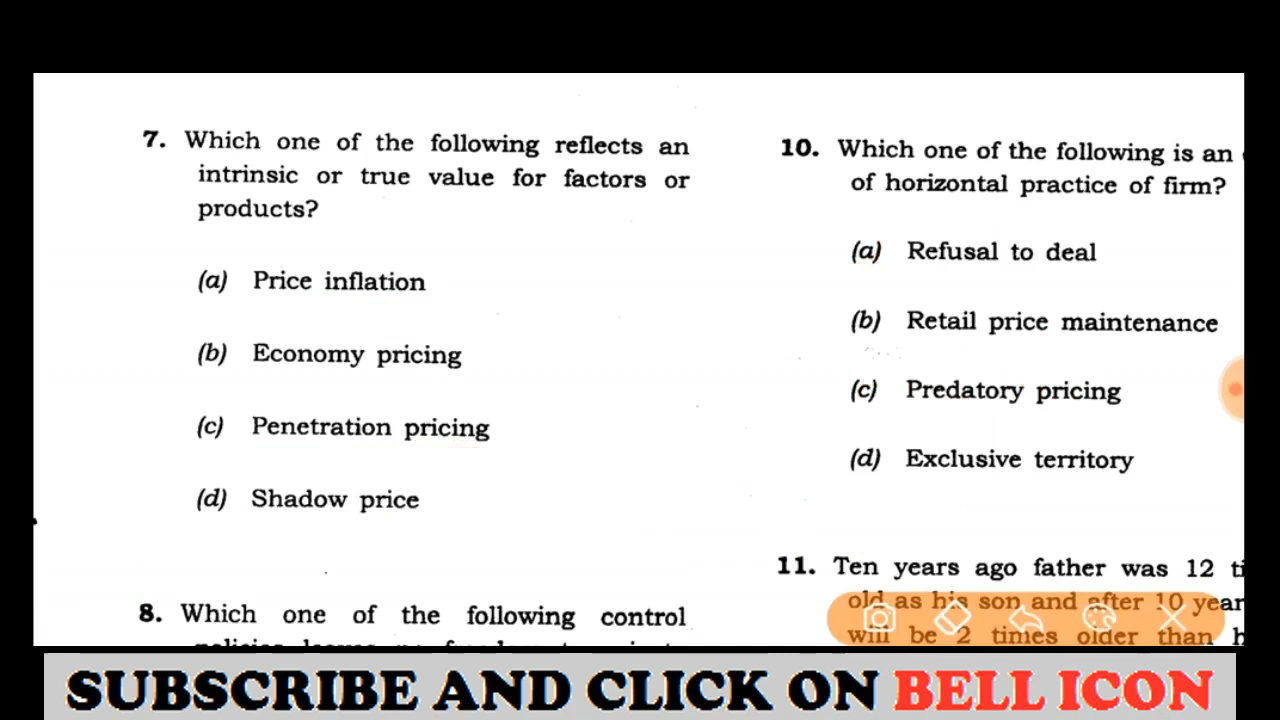 7. Which one of the following reflects an
intrinsic or true value for factors or
products?
(a) Price inflation
(b) Economy pricing
(c) Penetration pricing
(d) Shadow price
8. Which one of the following control
10. Which one of the following is an
of horizontal practice of firm?
(a) Refusal to deal
(b) Retail price maintenance
(c) Predatory pricing
(d) Exclusive territory
11. Ten years ago father was 12
old as his son and after 10
will be 2 times older than
SUBSCRIBE AND CLICK ON BELL ICON